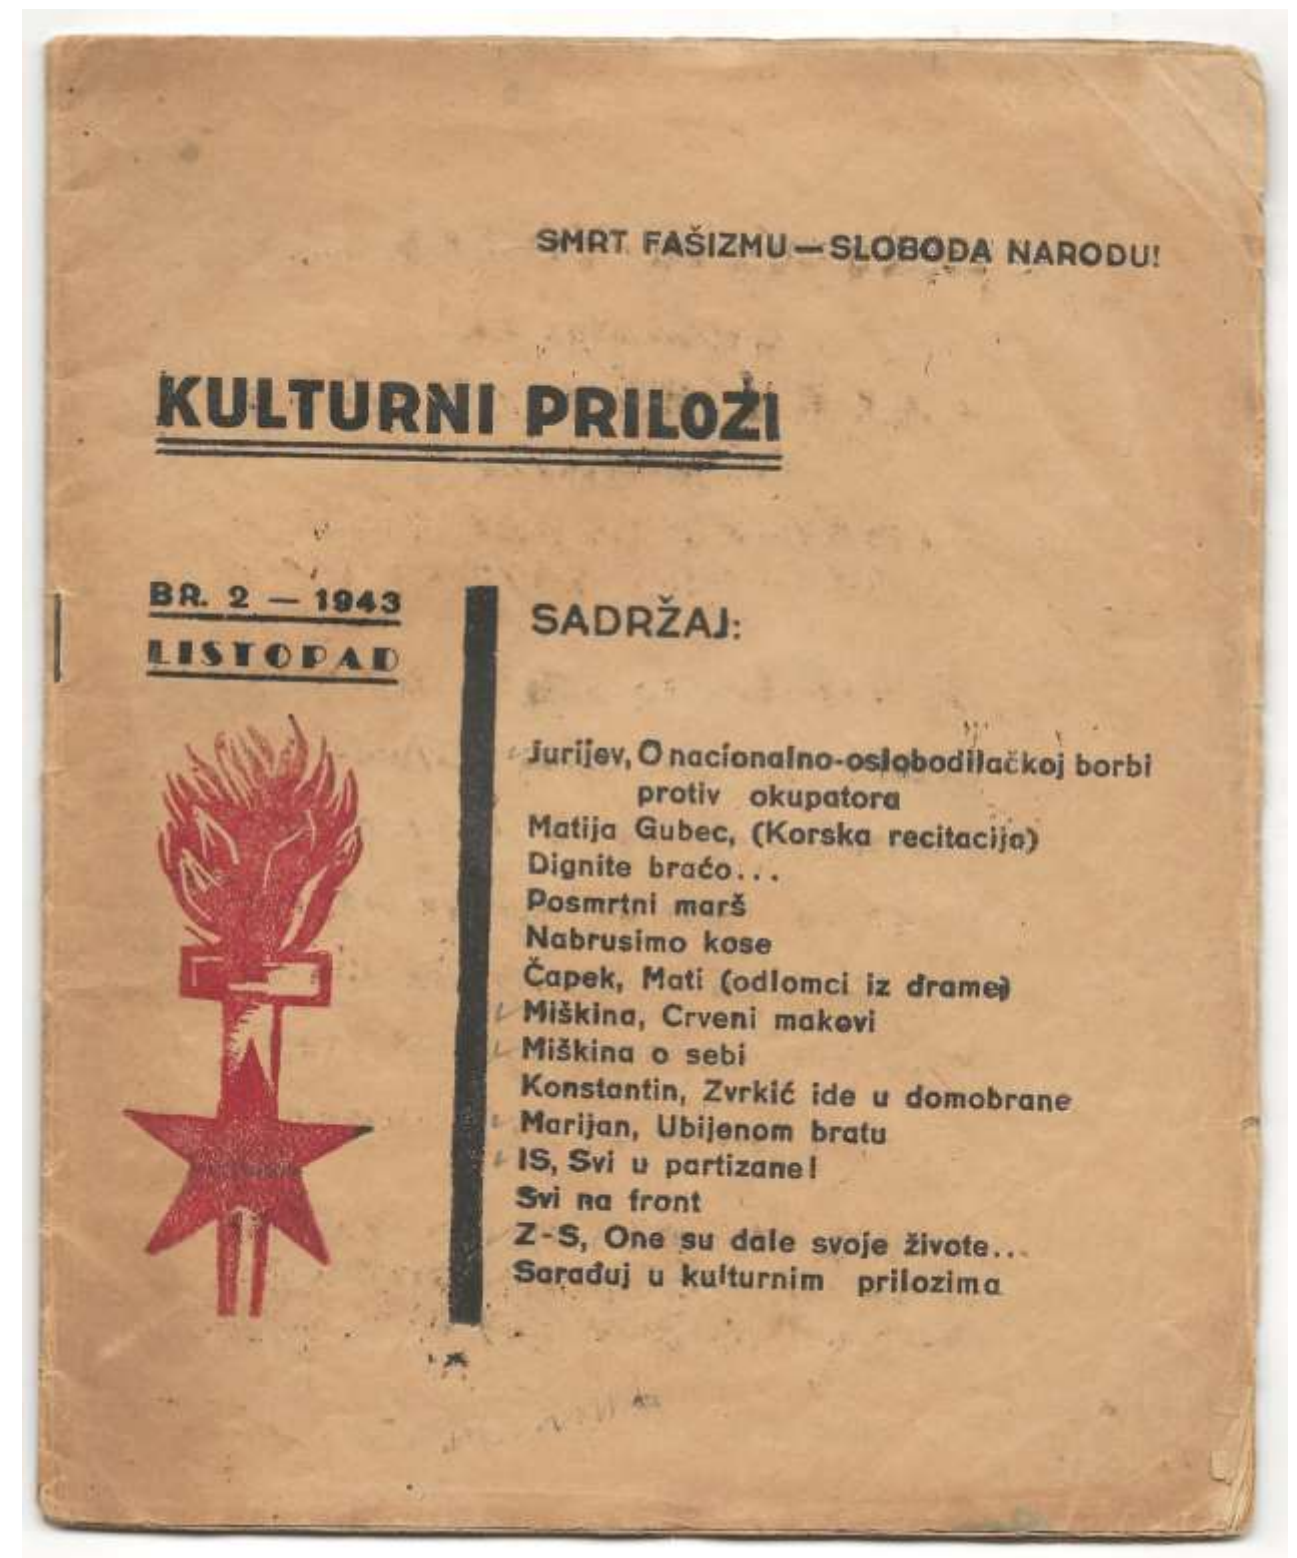 SMRT FAŠIZMU — SLOBODA NARODU!
KULTURNI PRILOZI
BR. 2 — 1943
LISTOPAD
SADRŽAJ:
Jurijev, O nacionalno-oslobodilačkoj borbi
protiv okupatora
Matija Gubec, (Korska recitacija)
Dignite braćo...
Posmrtni marš
Nabrusimo kose
Čapek, Mati (odlomci iz drame)
Miškina, Crveni makovi
Miškina o sebi
Konstantin, Zvrkić ide u domobrane
Marijan, Ubijenom bratu
IS, Svi u partizane!
Svi na front
Z-S, One su dale svoje živote...
Sarađuj u kulturnim prilozima